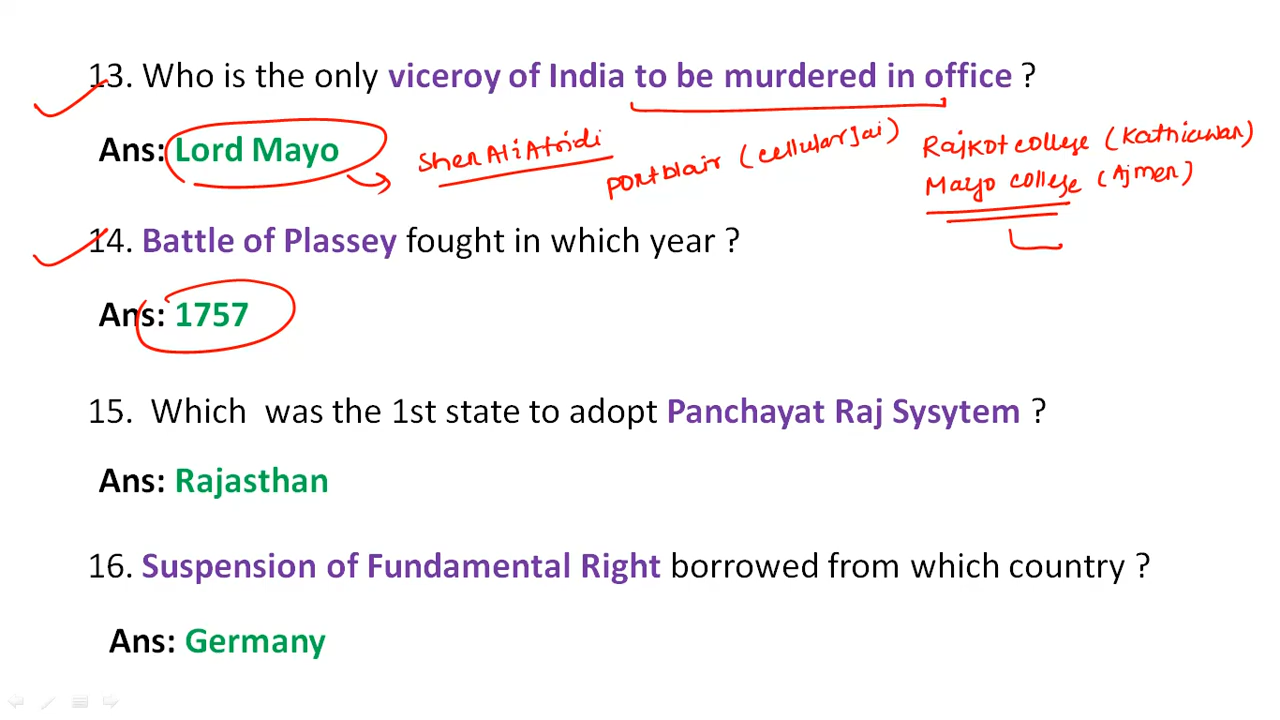 13. Who is the only viceroy of India to be murdered in office ?
Ans: Lord Mayo
Sher Ali Afridi
Portblair (Cellular Jai)
Rajkot college (Kathiawar)
Mayo college (Ajmer)
14. Battle of Plassey fought in which year ?
Ans: 1757
15. Which was the 1st state to adopt Panchayat Raj Sysytem ?
Ans: Rajasthan
16. Suspension of Fundamental Right borrowed from which country ?
Ans: Germany